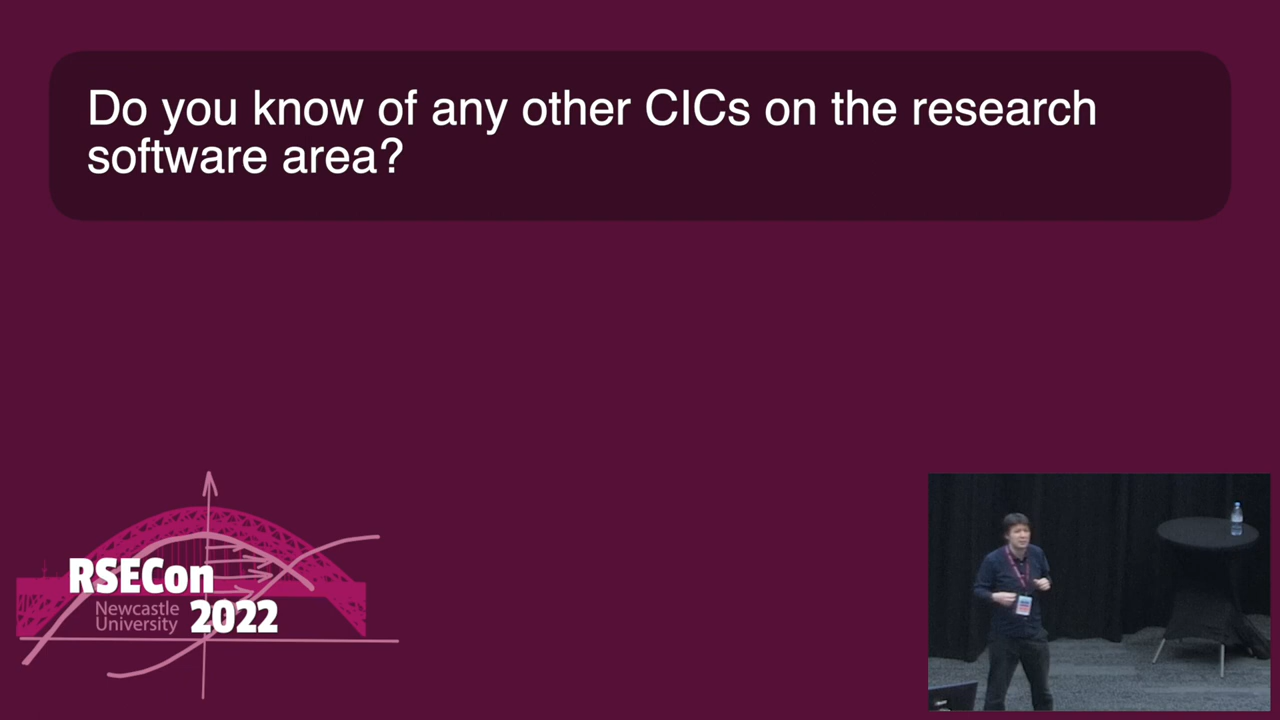 Do you know of any other CICs on the research
software area?
RSECon
Newcastle
University
2022